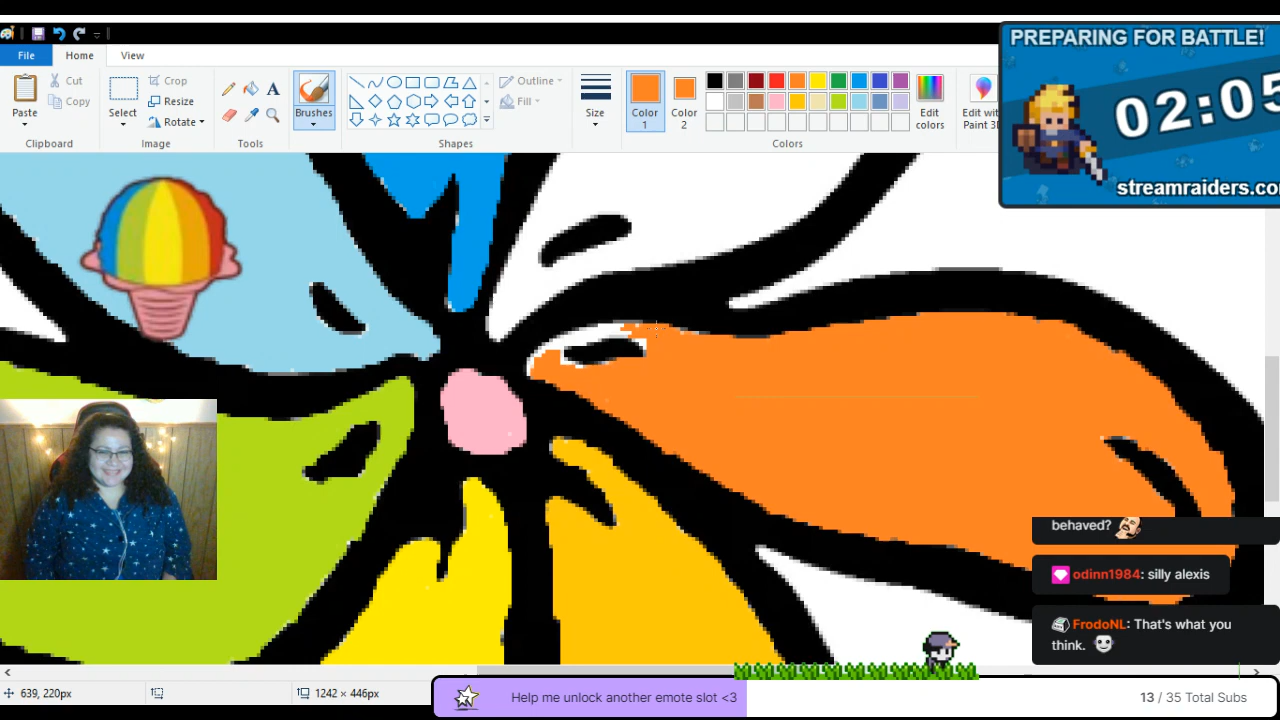 PREPARING FOR BATTLE!
File Home View
Paste
Cut
Copy
Clipboard
Select
Crop
Resize
Rotate
Image
A
Tools
Brushes
Outline
Fill
Shapes
Size
Color
1
Color
2
Colors
Edit
colors
Edit with
Paint 3D
02:05
streamraiders.co
behaved?
odinn1984: silly alexis
FrodoNL: That's what you
think.
639, 220px
1242 × 446px
Help me unlock another emote slot <3
13 / 35 Total Subs